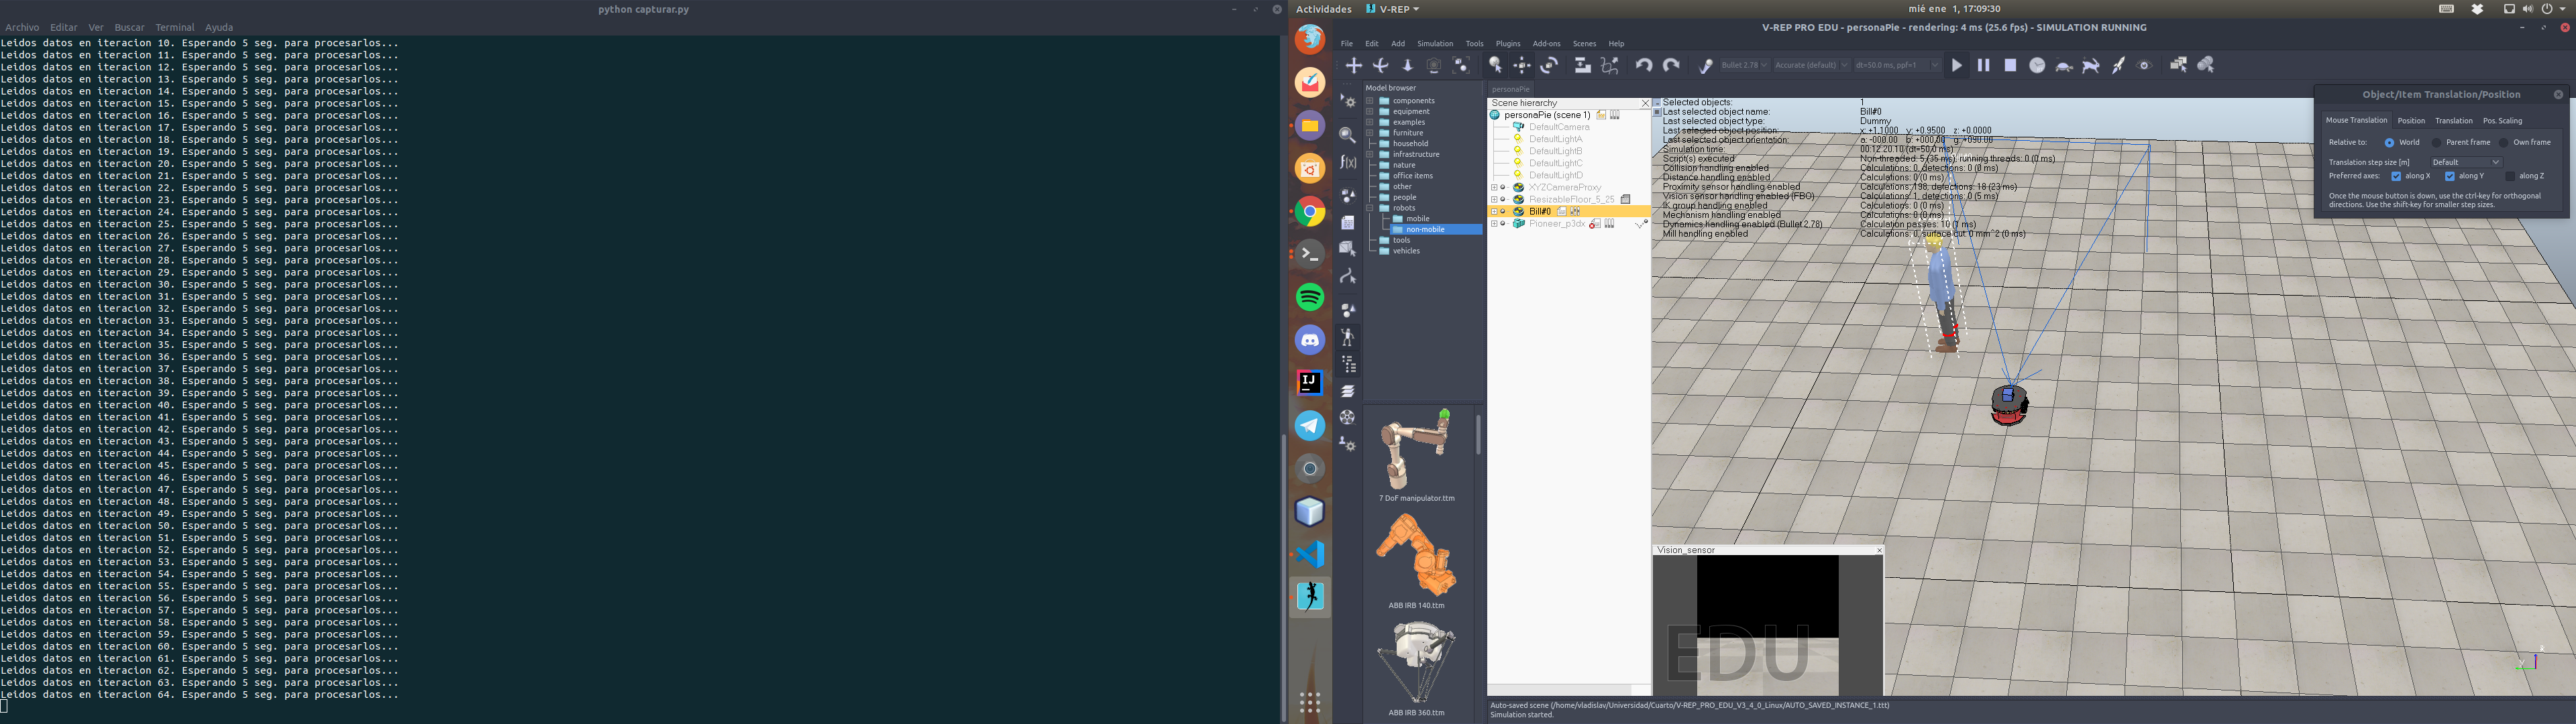 python capturar.py
Archivo Editar Ver Buscar Terminal Ayuda
Leidos datos en iteracion 10. Esperando 5 seg. para procesarlos...
Leidos datos en iteracion 11. Esperando 5 seg. para procesarlos...
Leidos datos en iteracion 12. Esperando 5 seg. para procesarlos...
Leidos datos en iteracion 13. Esperando 5 seg. para procesarlos...
Leidos datos en iteracion 14. Esperando 5 seg. para procesarlos...
Leidos datos en iteracion 15. Esperando 5 seg. para procesarlos...
Leidos datos en iteracion 16. Esperando 5 seg. para procesarlos...
Leidos datos en iteracion 17. Esperando 5 seg. para procesarlos...
Leidos datos en iteracion 18. Esperando 5 seg. para procesarlos...
Leidos datos en iteracion 19. Esperando 5 seg. para procesarlos...
Leidos datos en iteracion 20. Esperando 5 seg. para procesarlos...
Leidos datos en iteracion 21. Esperando 5 seg. para procesarlos...
Leidos datos en iteracion 22. Esperando 5 seg. para procesarlos...
Leidos datos en iteracion 23. Esperando 5 seg. para procesarlos...
Leidos datos en iteracion 24. Esperando 5 seg. para procesarlos...
Leidos datos en iteracion 25. Esperando 5 seg. para procesarlos...
Leidos datos en iteracion 26. Esperando 5 seg. para procesarlos...
Leidos datos en iteracion 27. Esperando 5 seg. para procesarlos...
Leidos datos en iteracion 28. Esperando 5 seg. para procesarlos...
Leidos datos en iteracion 29. Esperando 5 seg. para procesarlos...
Leidos datos en iteracion 30. Esperando 5 seg. para procesarlos...
Leidos datos en iteracion 31. Esperando 5 seg. para procesarlos...
Leidos datos en iteracion 32. Esperando 5 seg. para procesarlos...
Leidos datos en iteracion 33. Esperando 5 seg. para procesarlos...
Leidos datos en iteracion 34. Esperando 5 seg. para procesarlos...
Leidos datos en iteracion 35. Esperando 5 seg. para procesarlos...
Leidos datos en iteracion 36. Esperando 5 seg. para procesarlos...
Leidos datos en iteracion 37. Esperando 5 seg. para procesarlos...
Leidos datos en iteracion 38. Esperando 5 seg. para procesarlos...
Leidos datos en iteracion 39. Esperando 5 seg. para procesarlos...
Leidos datos en iteracion 40. Esperando 5 seg. para procesarlos...
Leidos datos en iteracion 41. Esperando 5 seg. para procesarlos...
Leidos datos en iteracion 42. Esperando 5 seg. para procesarlos...
Leidos datos en iteracion 43. Esperando 5 seg. para procesarlos...
Leidos datos en iteracion 44. Esperando 5 seg. para procesarlos...
Leidos datos en iteracion 45. Esperando 5 seg. para procesarlos...
Leidos datos en iteracion 46. Esperando 5 seg. para procesarlos...
Leidos datos en iteracion 47. Esperando 5 seg. para procesarlos...
Leidos datos en iteracion 48. Esperando 5 seg. para procesarlos...
Leidos datos en iteracion 49. Esperando 5 seg. para procesarlos...
Leidos datos en iteracion 50. Esperando 5 seg. para procesarlos...
Leidos datos en iteracion 51. Esperando 5 seg. para procesarlos...
Leidos datos en iteracion 52. Esperando 5 seg. para procesarlos...
Leidos datos en iteracion 53. Esperando 5 seg. para procesarlos...
Leidos datos en iteracion 54. Esperando 5 seg. para procesarlos...
Leidos datos en iteracion 55. Esperando 5 seg. para procesarlos...
Leidos datos en iteracion 56. Esperando 5 seg. para procesarlos...
Leidos datos en iteracion 57. Esperando 5 seg. para procesarlos...
Leidos datos en iteracion 58. Esperando 5 seg. para procesarlos...
Leidos datos en iteracion 59. Esperando 5 seg. para procesarlos...
Leidos datos en iteracion 60. Esperando 5 seg. para procesarlos...
Leidos datos en iteracion 61. Esperando 5 seg. para procesarlos...
Leidos datos en iteracion 62. Esperando 5 seg. para procesarlos...
Leidos datos en iteracion 63. Esperando 5 seg. para procesarlos...
Leidos datos en iteracion 64. Esperando 5 seg. para procesarlos...
Actividades V-REP mié ene 1, 17:09:30
V-REP PRO EDU - personaPie - rendering: 4 ms (25.6 fps) - SIMULATION RUNNING
File Edit Add Simulation Tools Plugins Add-ons Scenes Help
Bullet 2.78 Accurate (default) dt=50.0 ms, ppf=1
f(x)
IJ
Model browser
components
equipment
examples
furniture
household
infrastructure
nature
office items
other
people
robots
mobile
non-mobile
tools
vehicles
7 DoF manipulator.ttm
ABB IRB 140.ttm
ABB IRB 360.ttm
personaPie
Scene hierarchy
personaPie (scene 1)
DefaultCamera
DefaultLightA
DefaultLightB
DefaultLightC
DefaultLightD
XYZCameraProxy
ResizableFloor_5_25
Bill#0
Pioneer_p3dx
Selected objects: 1
Last selected object name: Bill#0
Last selected object type: Dummy
Last selected object position: x: +1.1000 y: +0.9500 z: +0.0000
Last selected object orientation: a: -000.00 b: +000.00 g: +090.00
Simulation time: 00:12:20.10 (dt=50.0 ms)
Script(s) executed Non-threaded: 5 (35 ms), running threads: 0 (0 ms)
Collision handling enabled Calculations: 0, detections: 0 (0 ms)
Distance handling enabled Calculations: 0 (0 ms)
Proximity sensor handling enabled Calculations: 198, detections: 18 (23 ms)
Vision sensor handling enabled (FBO) Calculations: 1, detections: 0 (5 ms)
IK group handling enabled Calculations: 0 (0 ms)
Mechanism handling enabled Calculations: 0 (0 ms)
Dynamics handling enabled (Bullet 2.78) Calculation passes: 10 (1 ms)
Mill handling enabled Calculations: 0, surface cut: 0 mm^2 (0 ms)
Object/Item Translation/Position
Mouse Translation Position Translation Pos. Scaling
Relative to: World Parent frame Own frame
Translation step size [m] Default
Preferred axes: along X along Y along Z
Once the mouse button is down, use the ctrl-key for orthogonal
directions. Use the shift-key for smaller step sizes.
Vision_sensor
EDU
Auto-saved scene (/home/vladislav/Universidad/Cuarto/V-REP_PRO_EDU_V3_4_0_Linux/AUTO_SAVED_INSTANCE_1.ttt)
Simulation started.